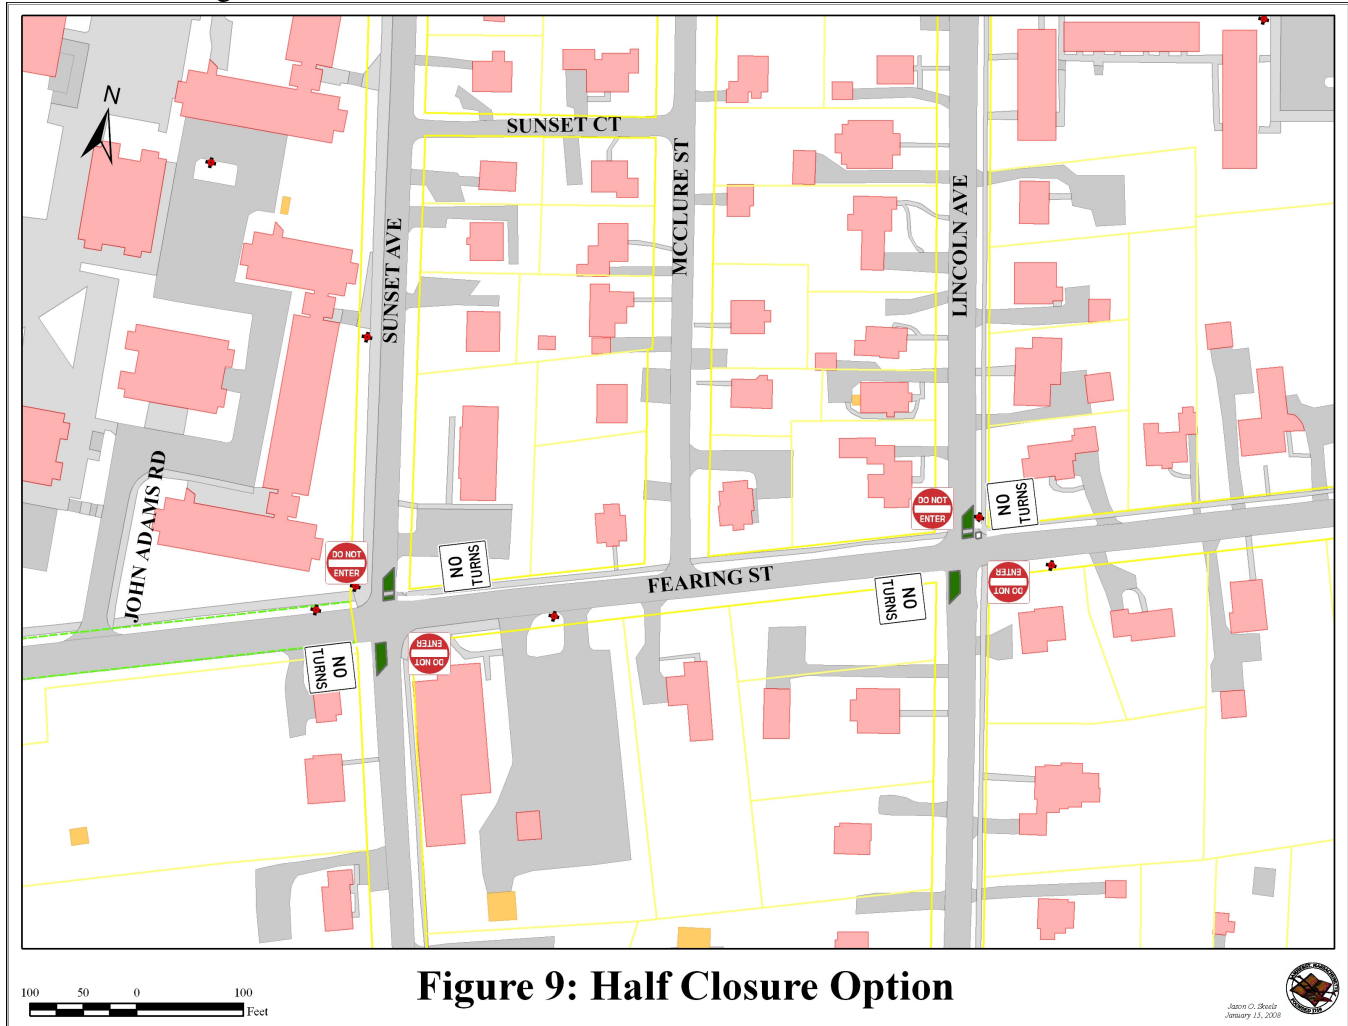 N
SUNSET CT
MCCLURE ST
SUNSET AVE
LINCOLN AVE
JOHN ADAMS RD
DO NOT
ENTER
NO
TURNS
DO NOT
ENTER
NO
TURNS
FEARING ST
NO
TURNS
DO NOT
ENTER
DO NOT
ENTER
NO
TURNS
100 50 0 100
Feet
Figure 9: Half Closure Option
Jason O. Skeels
January 15, 2008